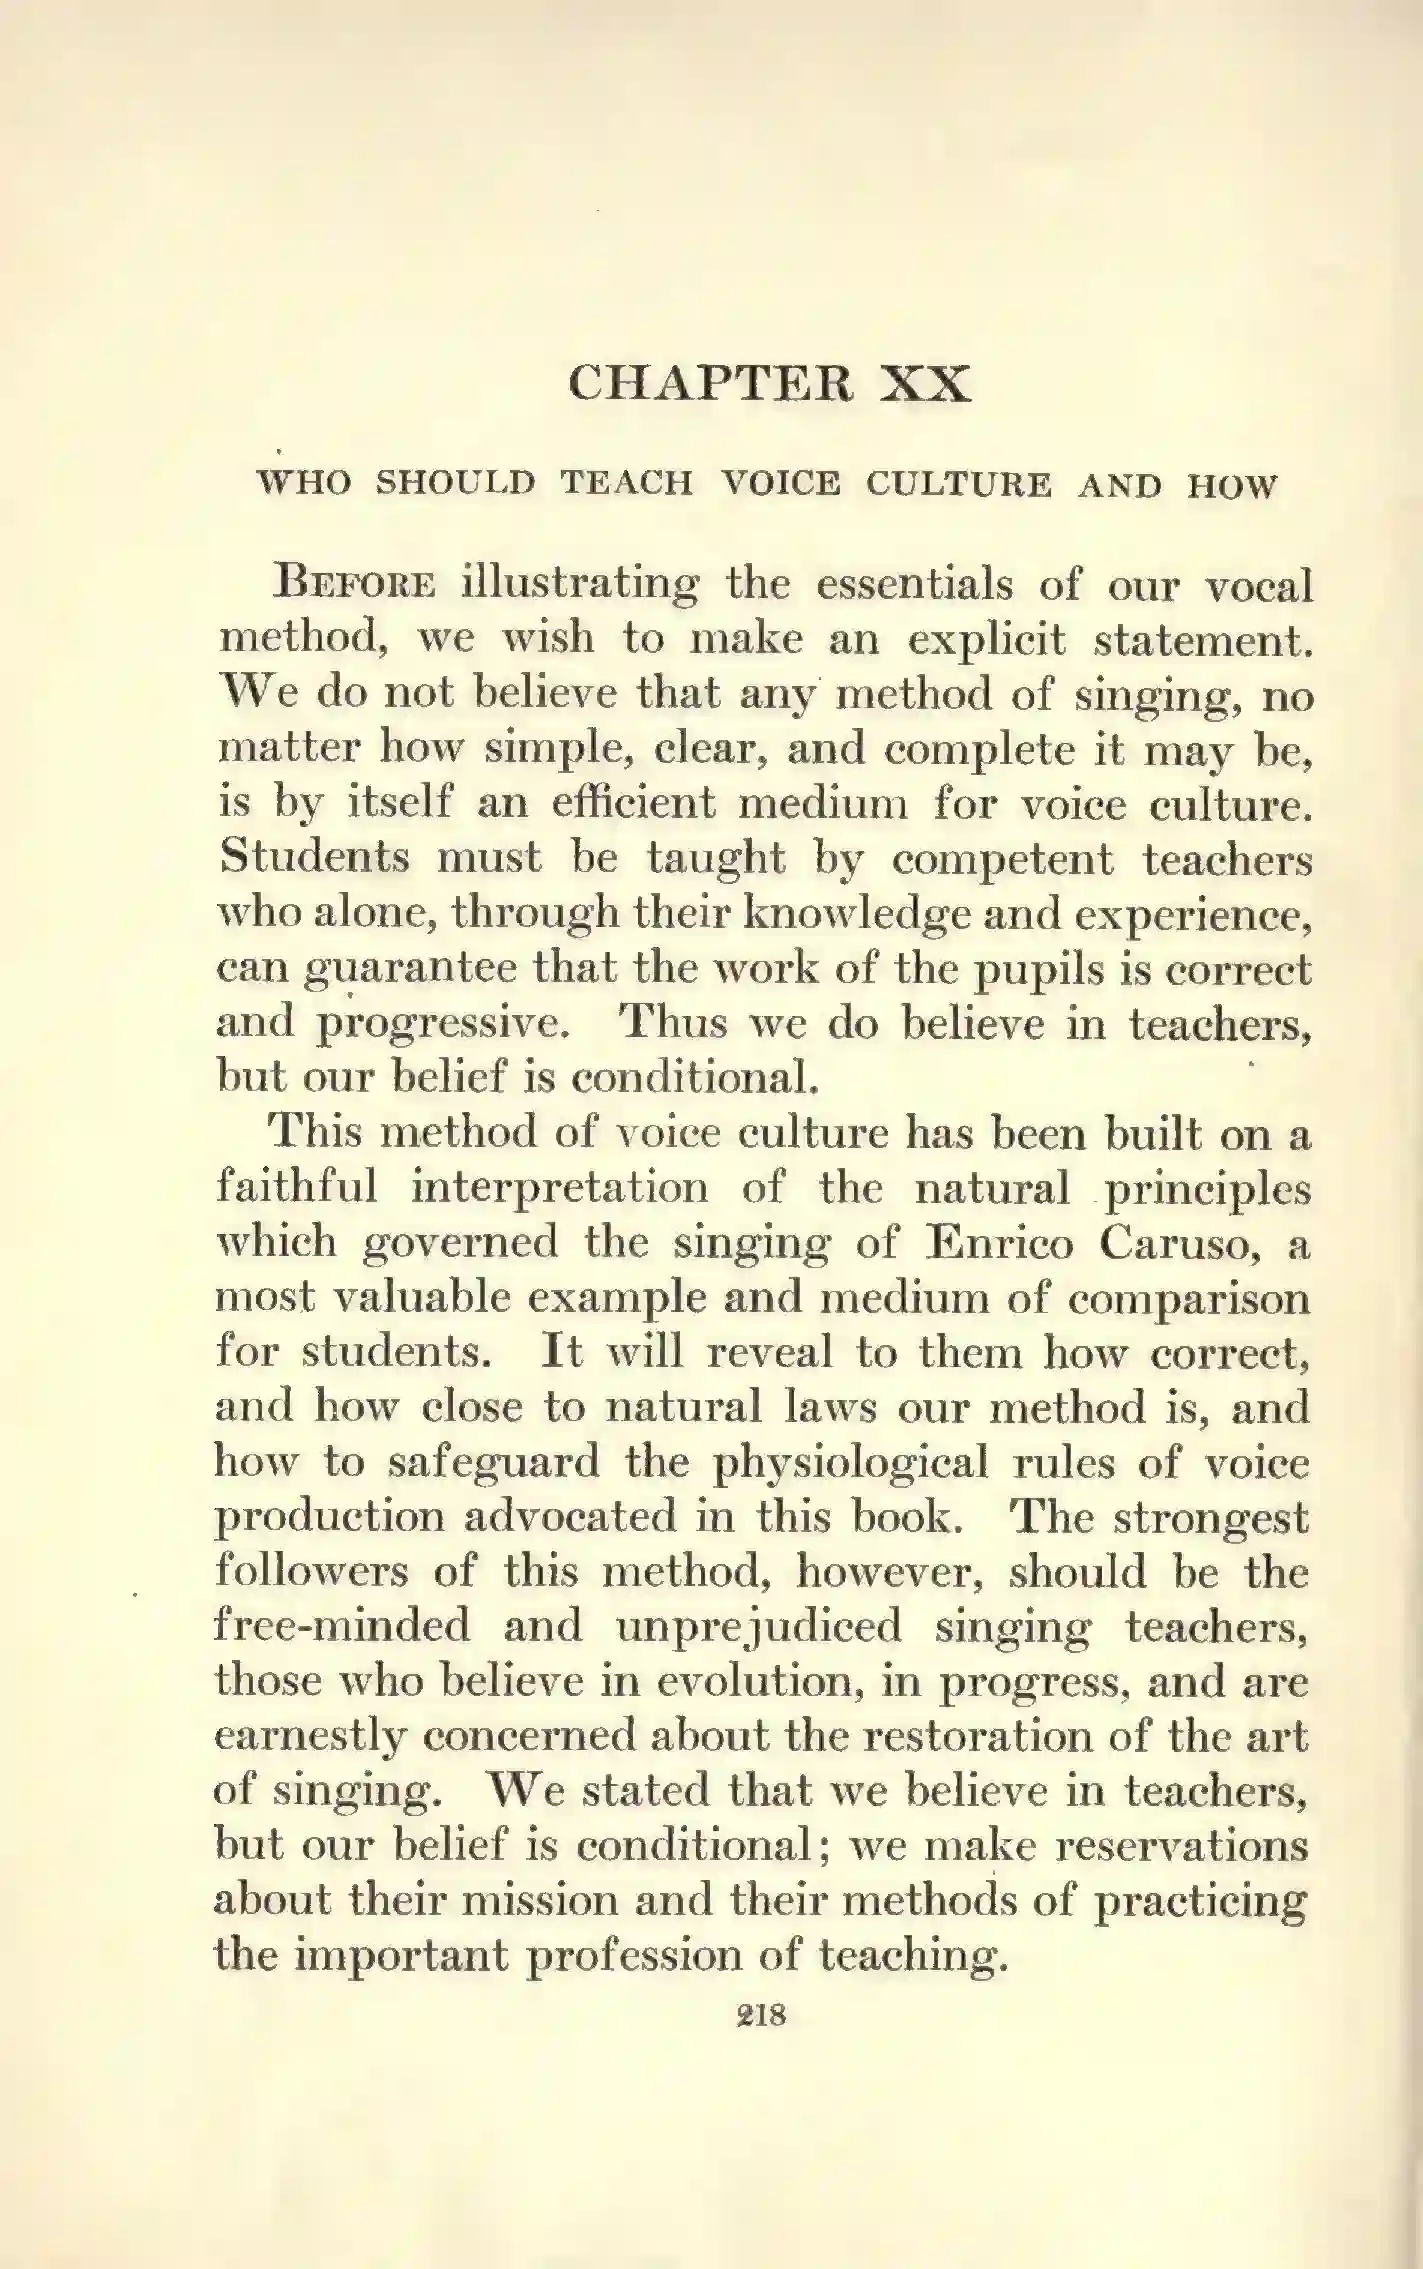 CHAPTER XX
WHO SHOULD TEACH VOICE CULTURE AND HOW
BEFORE illustrating the essentials of our vocal
method, we wish to make an explicit statement.
We do not believe that any method of singing, no
matter how simple, clear, and complete it may be,
is by itself an efficient medium for voice culture.
Students must be taught by competent teachers
who alone, through their knowledge and experience,
can guarantee that the work of the pupils is correct
and progressive. Thus we do believe in teachers,
but our belief is conditional.
This method of voice culture has been built on a
faithful interpretation of the natural principles
which governed the singing of Enrico Caruso, a
most valuable example and medium of comparison
for students. It will reveal to them how correct,
and how close to natural laws our method is, and
how to safeguard the physiological rules of voice
production advocated in this book. The strongest
followers of this method, however, should be the
free-minded and unprejudiced singing teachers,
those who believe in evolution, in progress, and are
earnestly concerned about the restoration of the art
of singing. We stated that we believe in teachers,
but our belief is conditional; we make reservations
about their mission and their methods of practicing
the important profession of teaching.
218